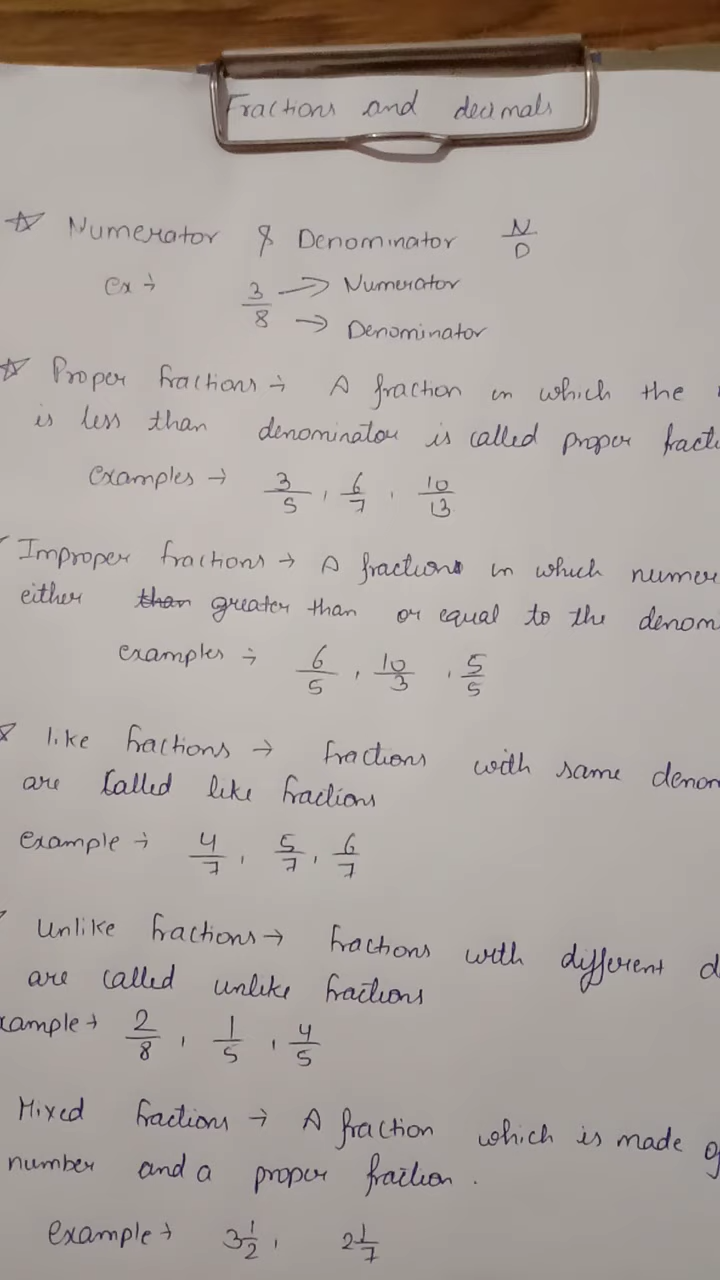 Fractions and decimals
☆ Numerator & Denominator N/D
Ex → 3/8 → Numerator
→ Denominator
☆ Proper fractions → A fraction in which the
is less than denominator is called proper fracti
Examples → 3/5, 6/7, 10/13
Improper fractions → A fractions in which numer
either ~~than~~ greater than or equal to the denom
examples → 6/5, 10/3, 5/5
like fractions → fractions with same denom
are called like fractions
Example → 4/7, 5/7, 6/7
Unlike fractions → fractions with different d
are called unlike fractions
xample → 2/8, 1/5, 4/5
Mixed fractions → A fraction which is made of
number and a proper fraction.
Example → 3 1/2, 2 1/7